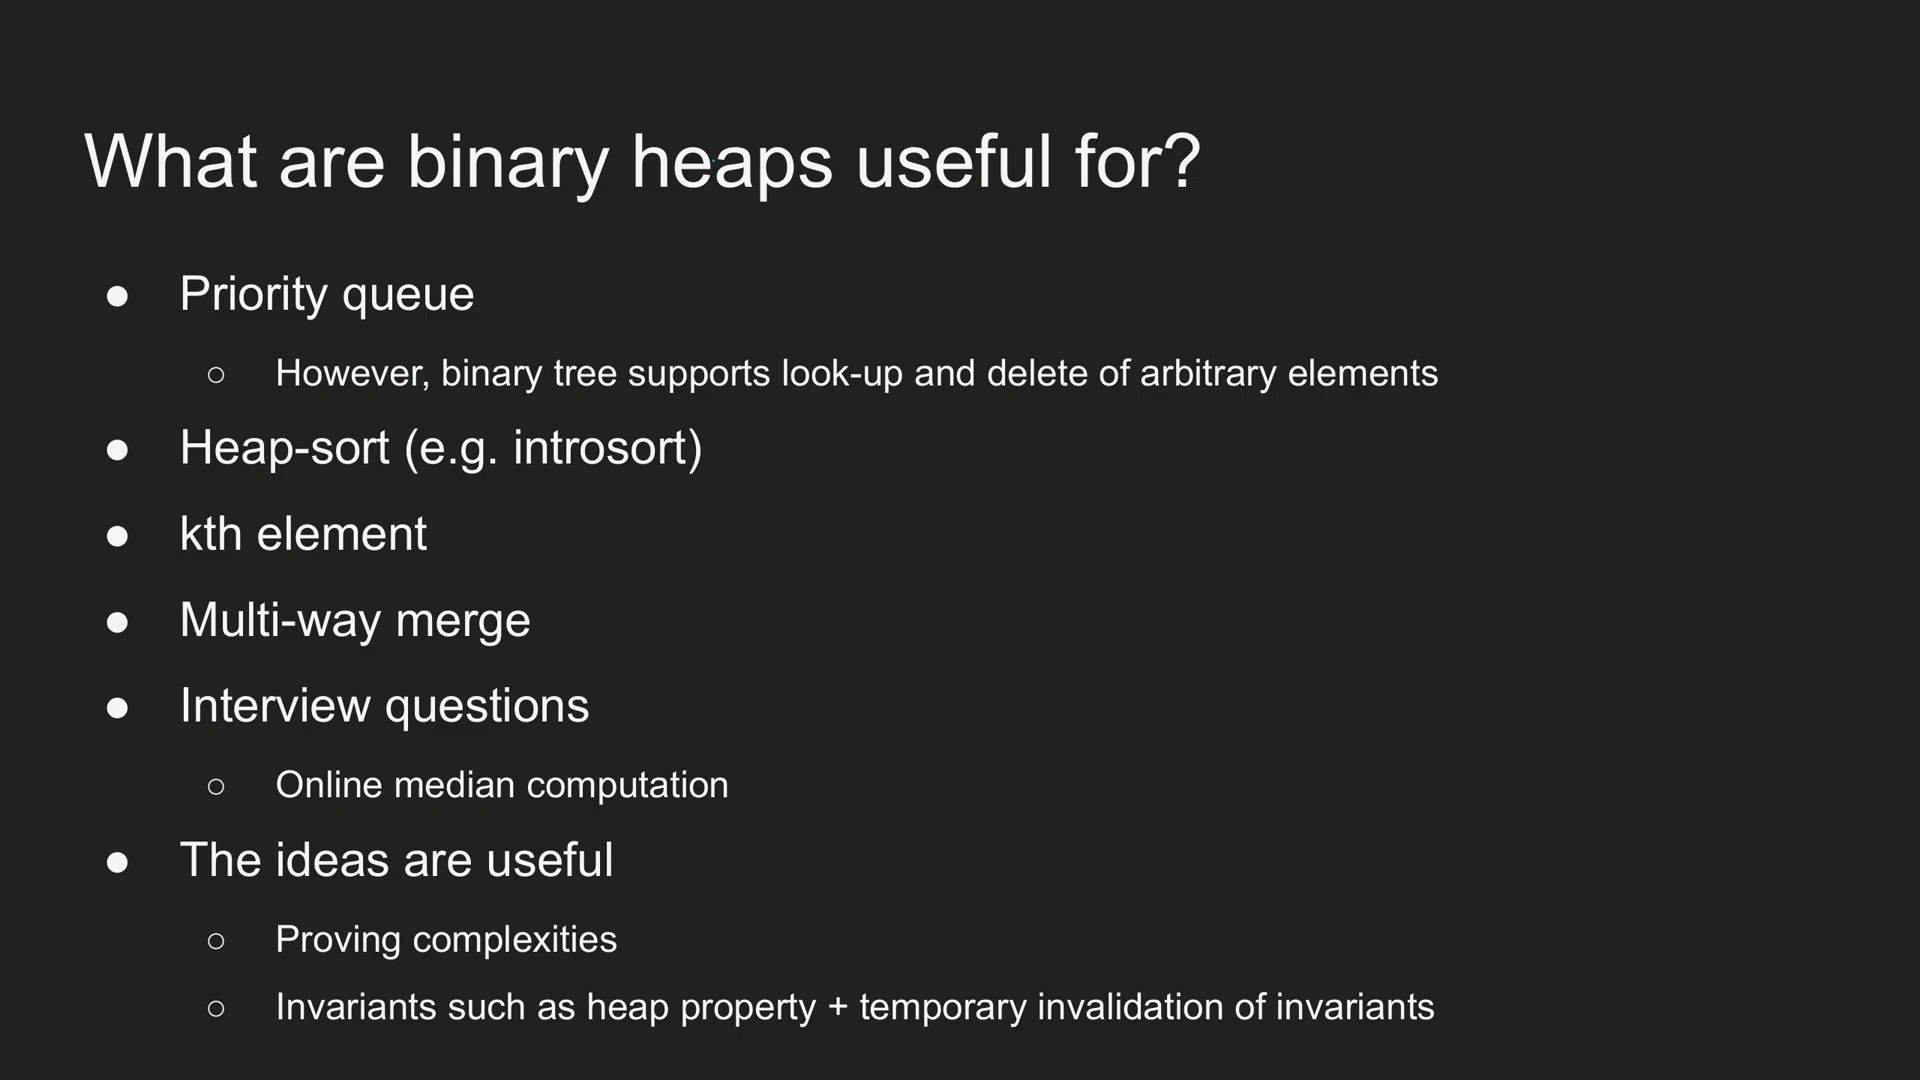 What are binary heaps useful for?
● Priority queue
○ However, binary tree supports look-up and delete of arbitrary elements
● Heap-sort (e.g. introsort)
● kth element
● Multi-way merge
● Interview questions
○ Online median computation
● The ideas are useful
○ Proving complexities
○ Invariants such as heap property + temporary invalidation of invariants